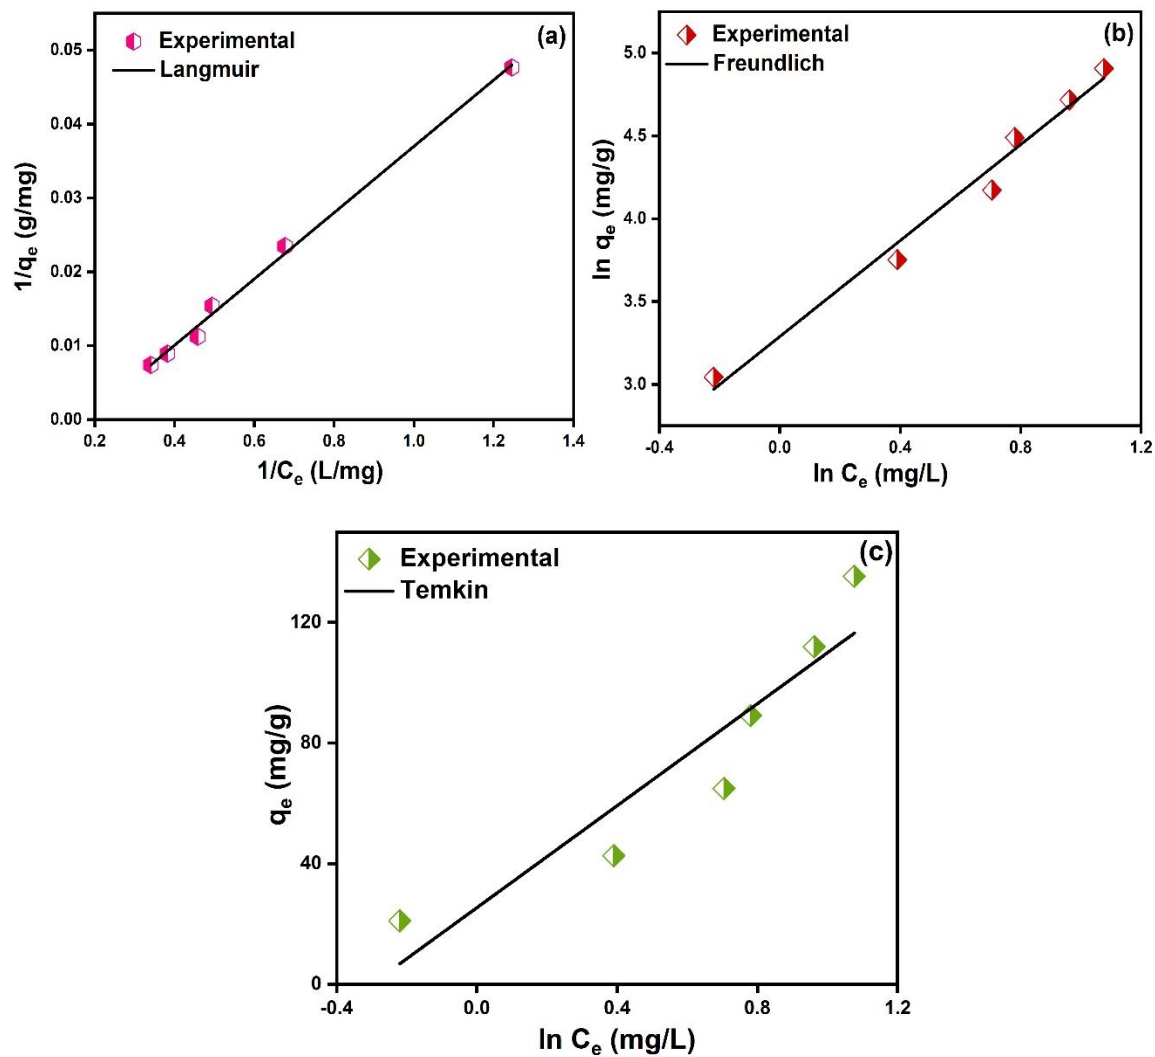 Experimental
Langmuir
(a)
0.05
0.04
0.03
0.02
0.01
0.00
1/qₑ (g/mg)
0.2 0.4 0.6 0.8 1.0 1.2 1.4
1/Cₑ (L/mg)
Experimental
Freundlich
(b)
5.0
4.5
4.0
3.5
3.0
ln qₑ (mg/g)
-0.4 0.0 0.4 0.8 1.2
ln Cₑ (mg/L)
Experimental
Temkin
(c)
120
80
40
0
qₑ (mg/g)
-0.4 0.0 0.4 0.8 1.2
ln Cₑ (mg/L)